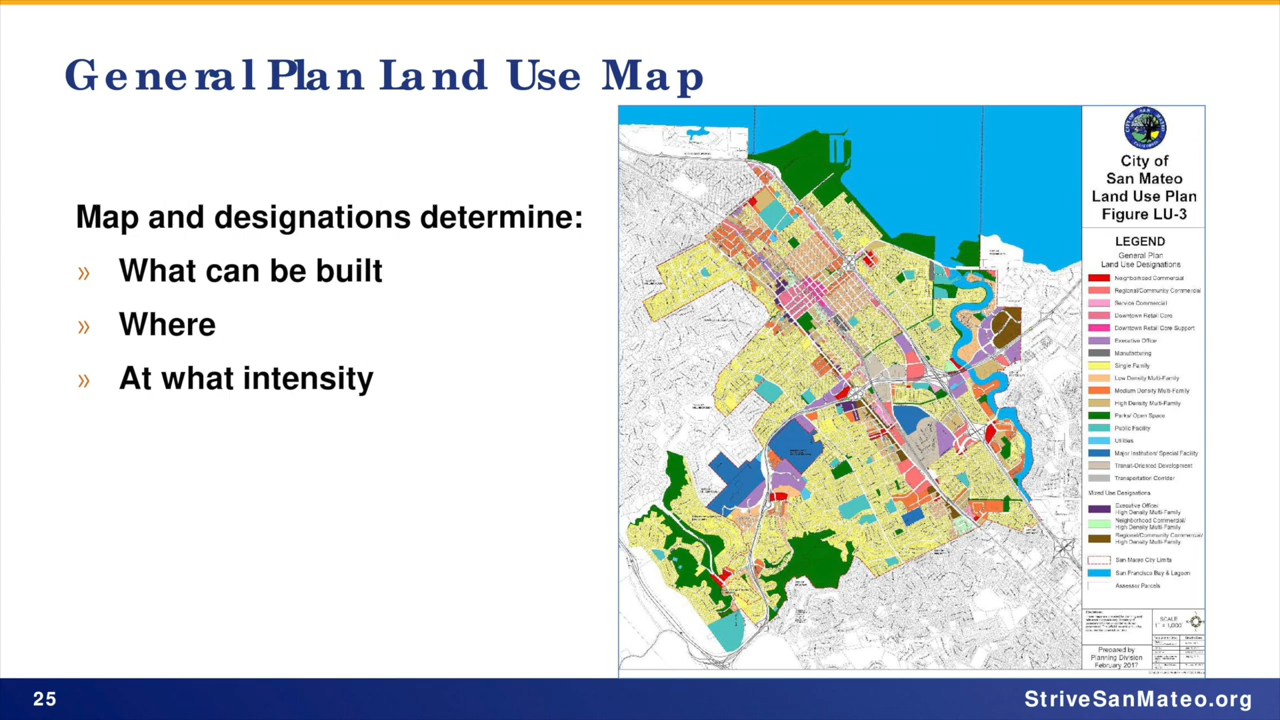 General Plan Land Use Map
Map and designations determine:
» What can be built
» Where
» At what intensity
City of
San Mateo
Land Use Plan
Figure LU-3
LEGEND
General Plan
Land Use Designations
Neighborhood Commercial
Regional/Community Commercial
Service Commercial
Downtown Retail Core
Downtown Retail Core Support
Executive Office
Manufacturing
Single Family
Low Density Multi-Family
Medium Density Multi-Family
High Density Multi-Family
Parks/ Open Space
Public Facility
Utilities
Major Institution/ Special Facility
Transit-Oriented Development
Transportation Corridor
Mixed Use Designations
Executive Office/
High Density Multi-Family
Neighborhood Commercial/
High Density Multi-Family
Regional/Community Commercial/
High Density Multi-Family
San Mateo City Limits
San Francisco Bay & Lagoon
Assessor Parcels
SCALE
1" = 1,000'
Prepared by
Planning Division
February 2017
25
StriveSanMateo.org